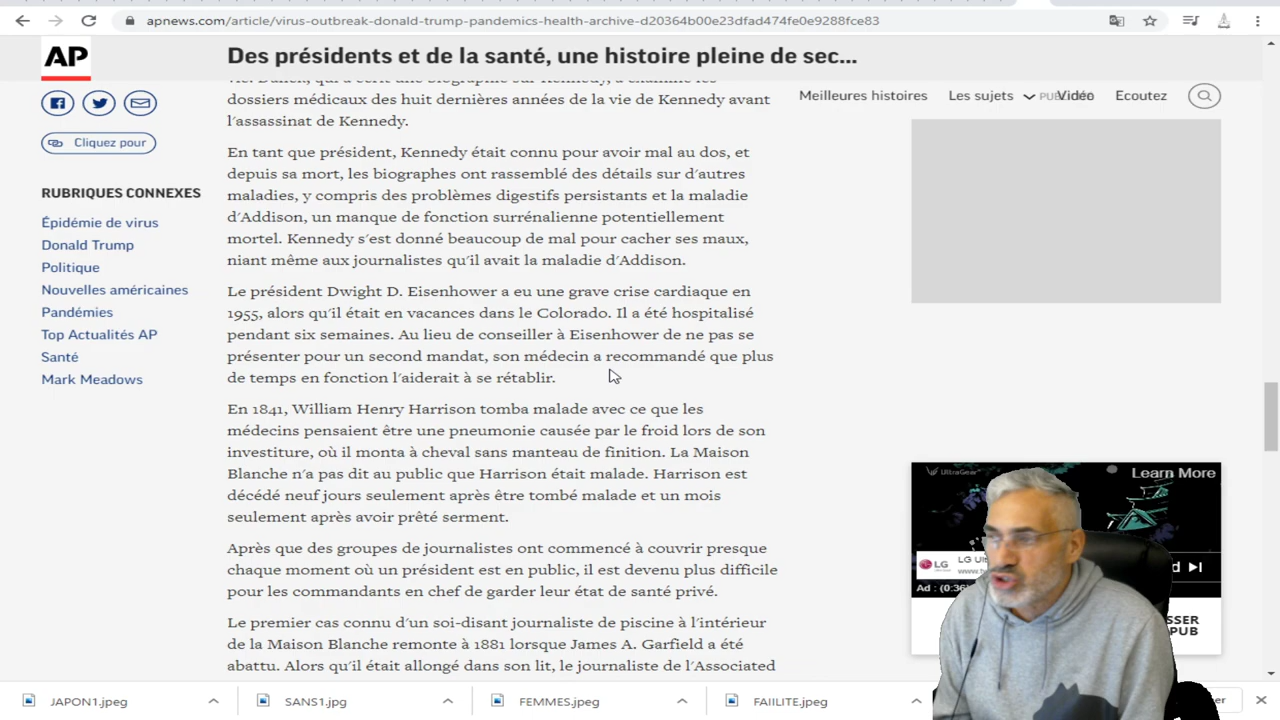 apnews.com/article/virus-outbreak-donald-trump-pandemics-health-archive-d20364b00e23dfad474fe0e9288fce83
AP
Des présidents et de la santé, une histoire pleine de sec...
Meilleures histoires
Les sujets
Vidéo
Ecoutez
Cliquez pour
RUBRIQUES CONNEXES
Épidémie de virus
Donald Trump
Politique
Nouvelles américaines
Pandémies
Top Actualités AP
Santé
Mark Meadows
dossiers médicaux des huit dernières années de la vie de Kennedy avant
l'assassinat de Kennedy.
En tant que président, Kennedy était connu pour avoir mal au dos, et
depuis sa mort, les biographes ont rassemblé des détails sur d'autres
maladies, y compris des problèmes digestifs persistants et la maladie
d'Addison, un manque de fonction surrénalienne potentiellement
mortel. Kennedy s'est donné beaucoup de mal pour cacher ses maux,
niant même aux journalistes qu'il avait la maladie d'Addison.
Le président Dwight D. Eisenhower a eu une grave crise cardiaque en
1955, alors qu'il était en vacances dans le Colorado. Il a été hospitalisé
pendant six semaines. Au lieu de conseiller à Eisenhower de ne pas se
présenter pour un second mandat, son médecin a recommandé que plus
de temps en fonction l'aiderait à se rétablir.
En 1841, William Henry Harrison tomba malade avec ce que les
médecins pensaient être une pneumonie causée par le froid lors de son
investiture, où il monta à cheval sans manteau de finition. La Maison
Blanche n'a pas dit au public que Harrison était malade. Harrison est
décédé neuf jours seulement après être tombé malade et un mois
seulement après avoir prêté serment.
Après que des groupes de journalistes ont commencé à couvrir presque
chaque moment où un président est en public, il est devenu plus difficile
pour les commandants en chef de garder leur état de santé privé.
Le premier cas connu d'un soi-disant journaliste de piscine à l'intérieur
de la Maison Blanche remonte à 1881 lorsque James A. Garfield a été
abattu. Alors qu'il était allongé dans son lit, le journaliste de l'Associated
UltraGear
Learn More
LG
Ad : (0:36)
PUB
JAPON1.jpeg
SANS1.jpg
FEMMES.jpeg
FAIILITE.jpeg